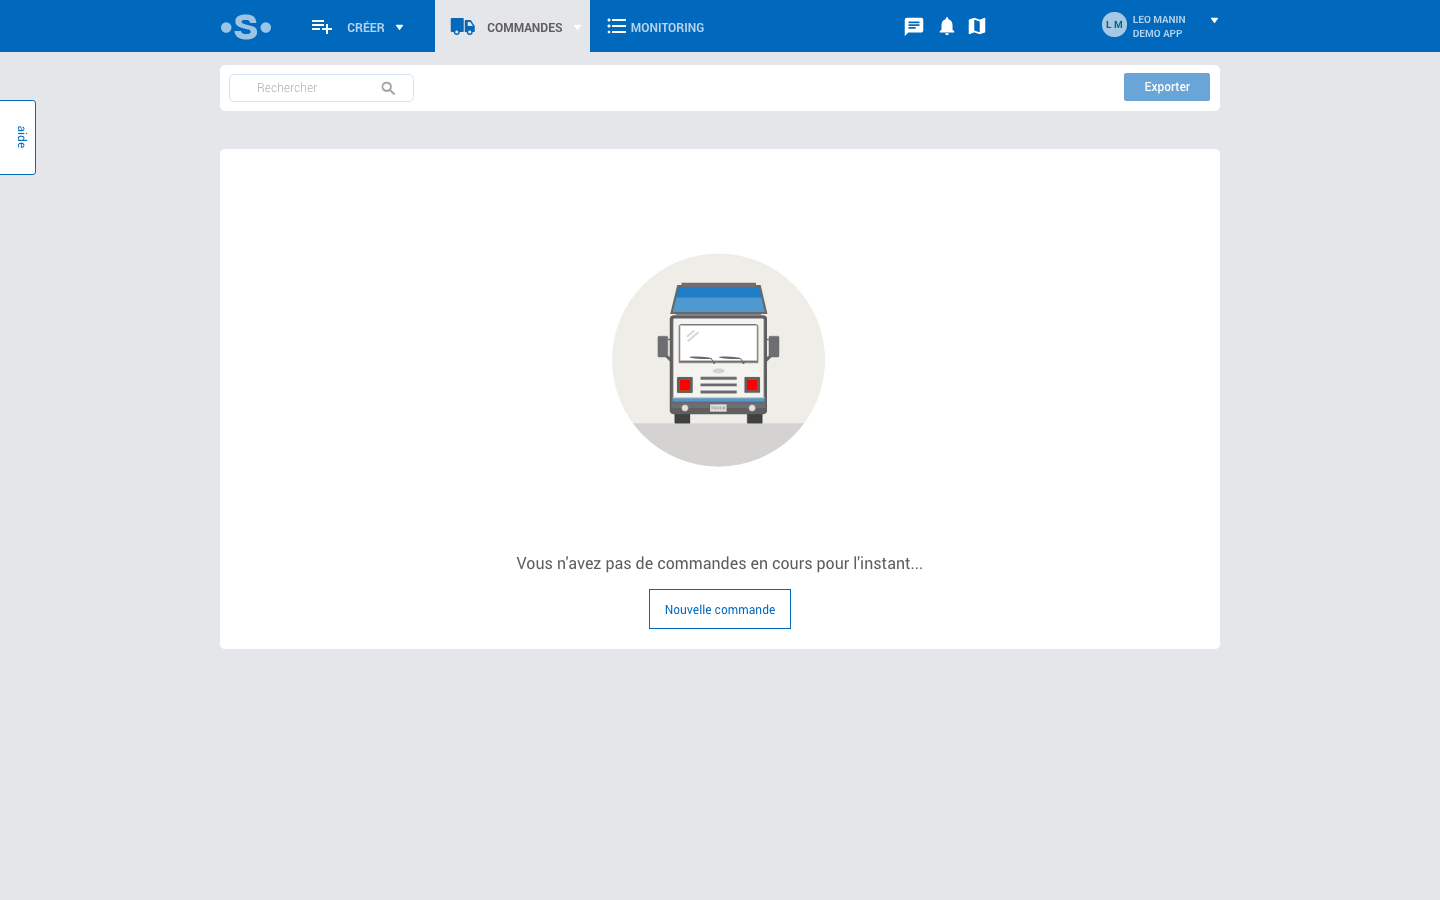 •S•
CRÉER
COMMANDES
MONITORING
L M
LEO MANIN
DEMO APP
Rechercher
Exporter
aide
Vous n'avez pas de commandes en cours pour l'instant...
Nouvelle commande